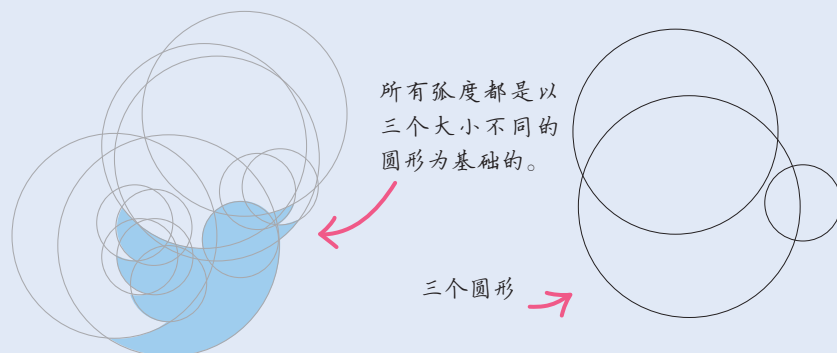 所有弧度都是以
三个大小不同的
圆形为基础的。
三个圆形